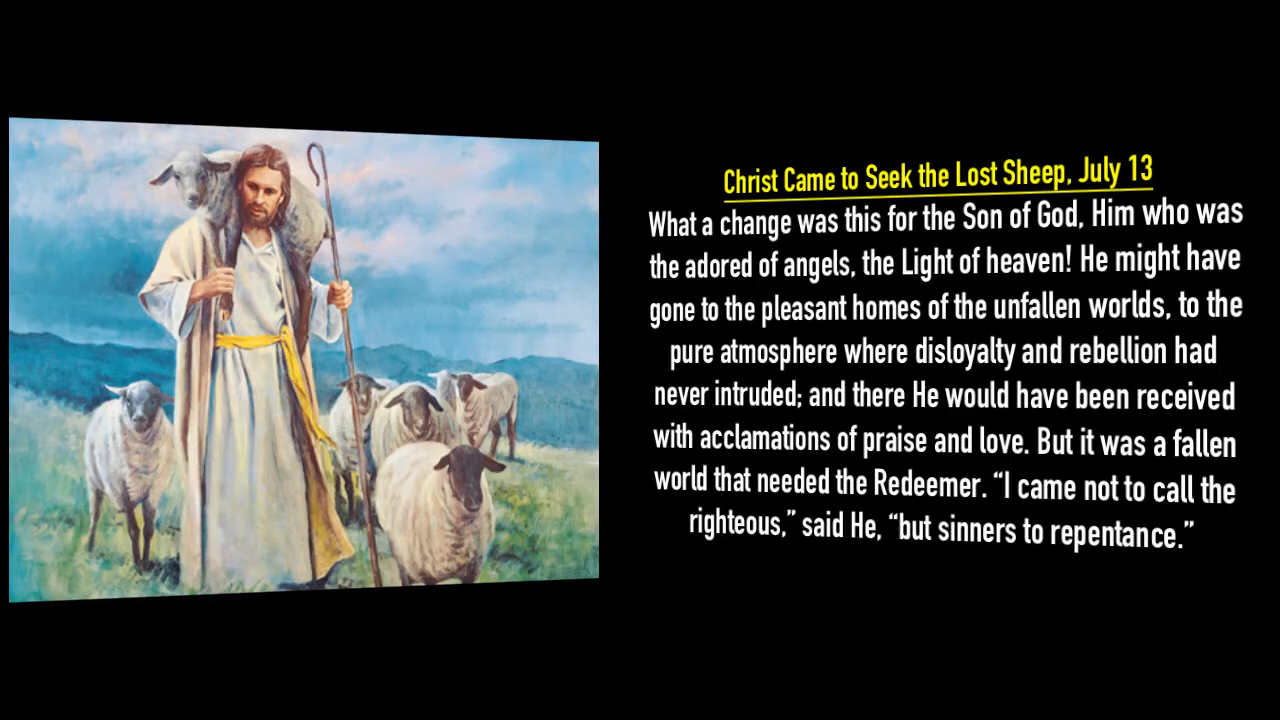 Christ Came to Seek the Lost Sheep, July 13
What a change was this for the Son of God, Him who was
the adored of angels, the Light of heaven! He might have
gone to the pleasant homes of the unfallen worlds, to the
pure atmosphere where disloyalty and rebellion had
never intruded; and there He would have been received
with acclamations of praise and love. But it was a fallen
world that needed the Redeemer. “I came not to call the
righteous,” said He, “but sinners to repentance.”